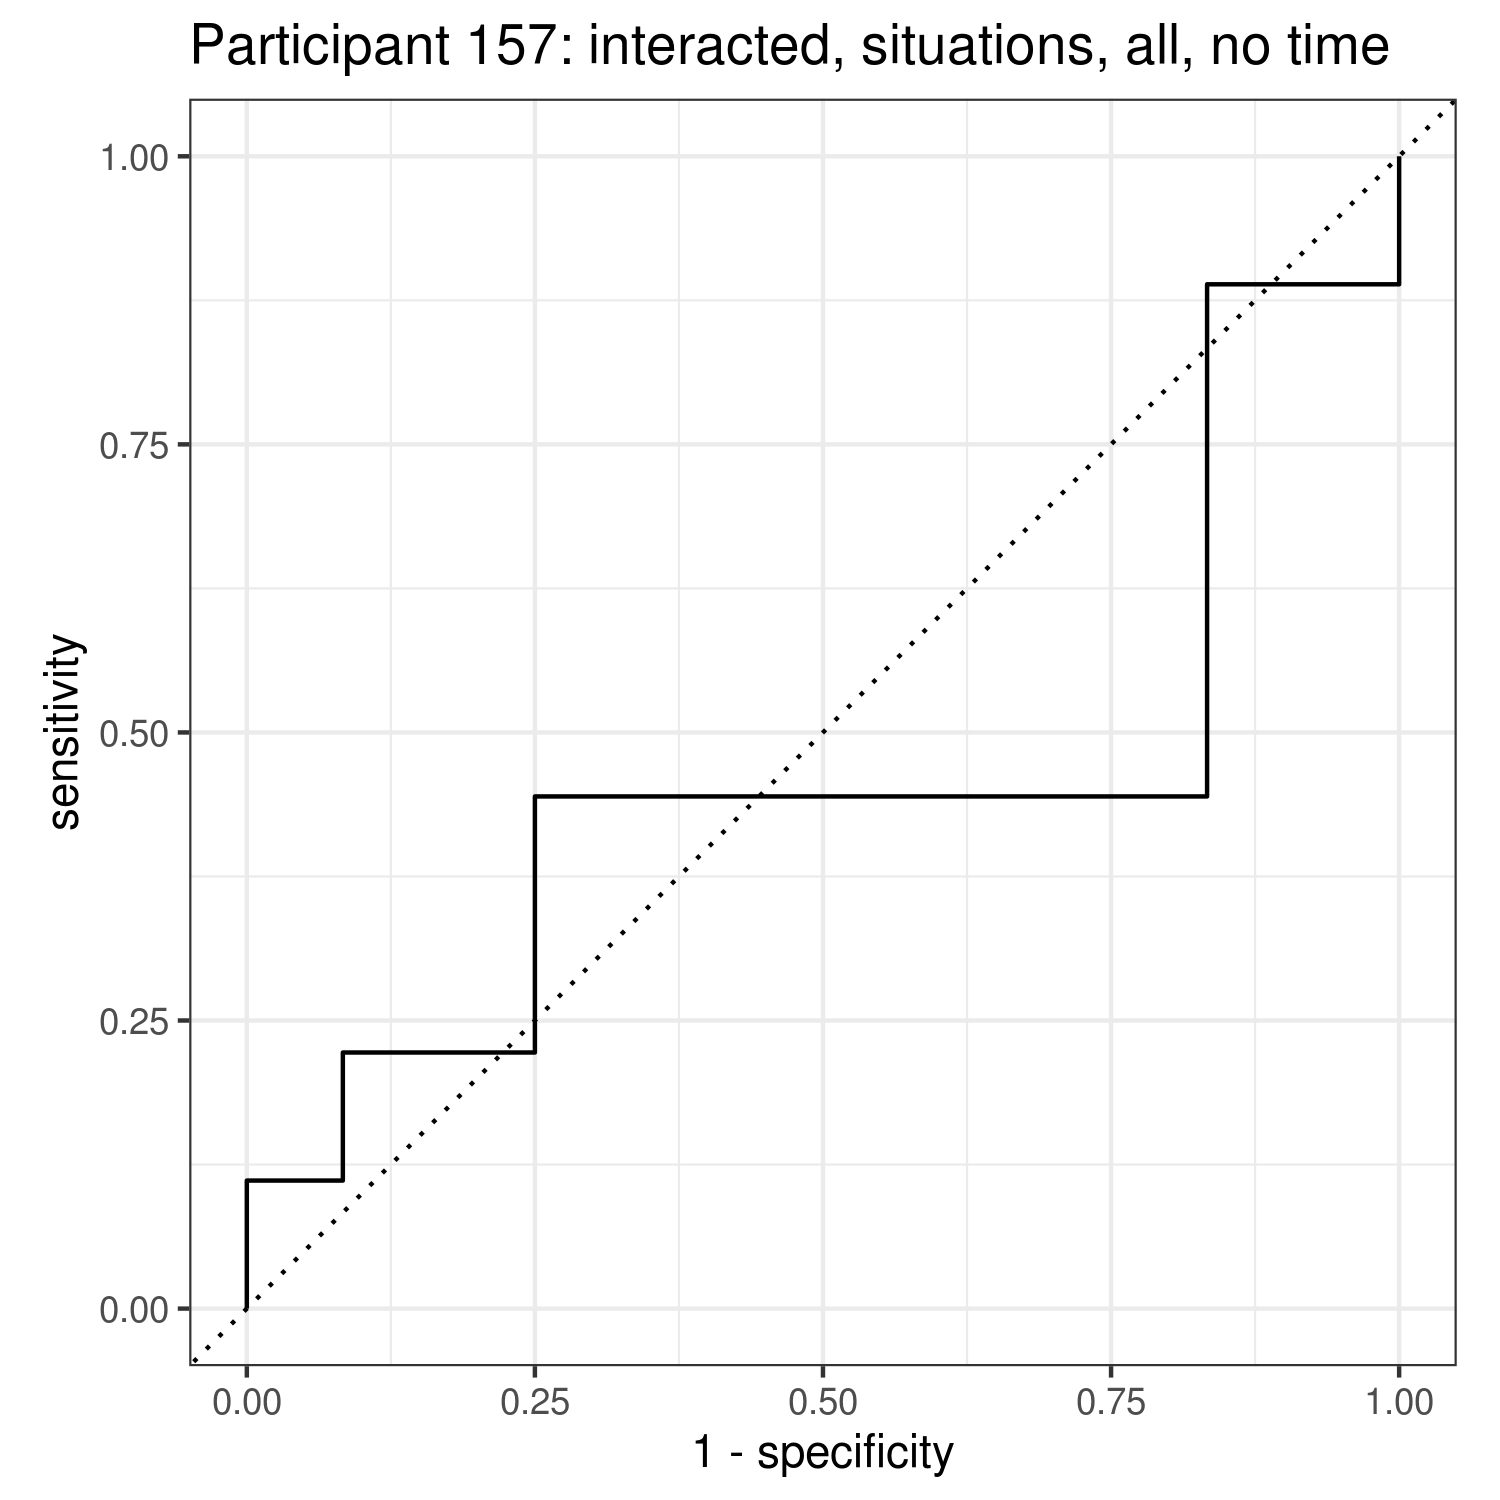 Participant 157: interacted, situations, all, no time
1.00
0.75
0.50
0.25
0.00
sensitivity
0.00 0.25 0.50 0.75 1.00
1 - specificity